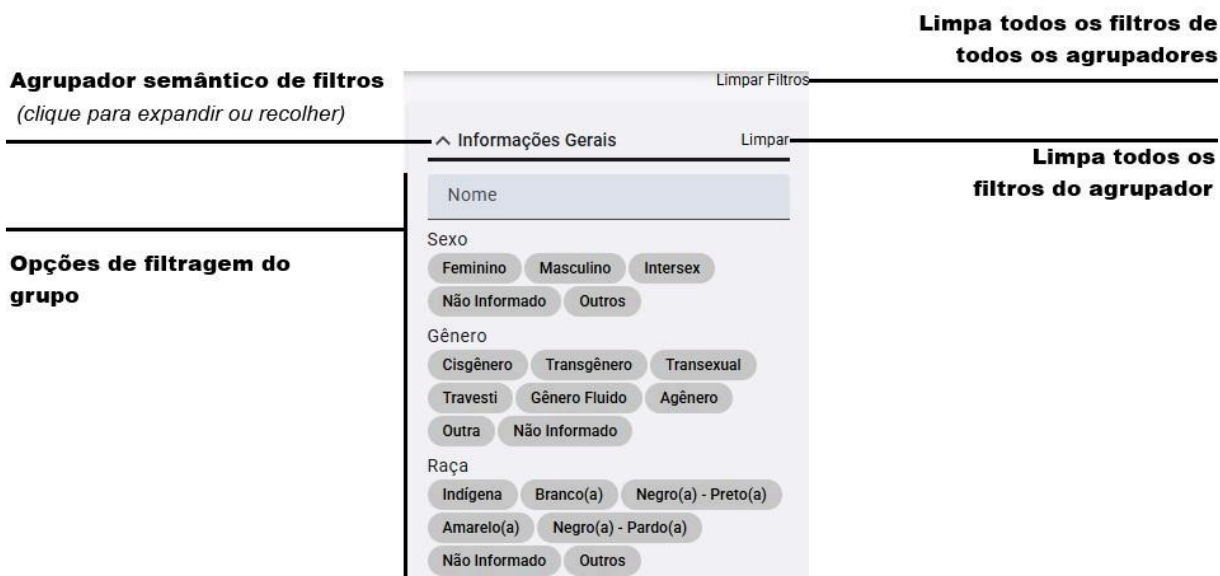 Limpa todos os filtros de
todos os agrupadores
Agrupador semântico de filtros
(clique para expandir ou recolher)
Limpar Filtros
Informações Gerais Limpar
Limpa todos os
filtros do agrupador
Nome
Opções de filtragem do
grupo
Sexo
Feminino Masculino Intersex
Não Informado Outros
Gênero
Cisgênero Transgênero Transexual
Travesti Gênero Fluido Agênero
Outra Não Informado
Raça
Indígena Branco(a) Negro(a) - Preto(a)
Amarelo(a) Negro(a) - Pardo(a)
Não Informado Outros